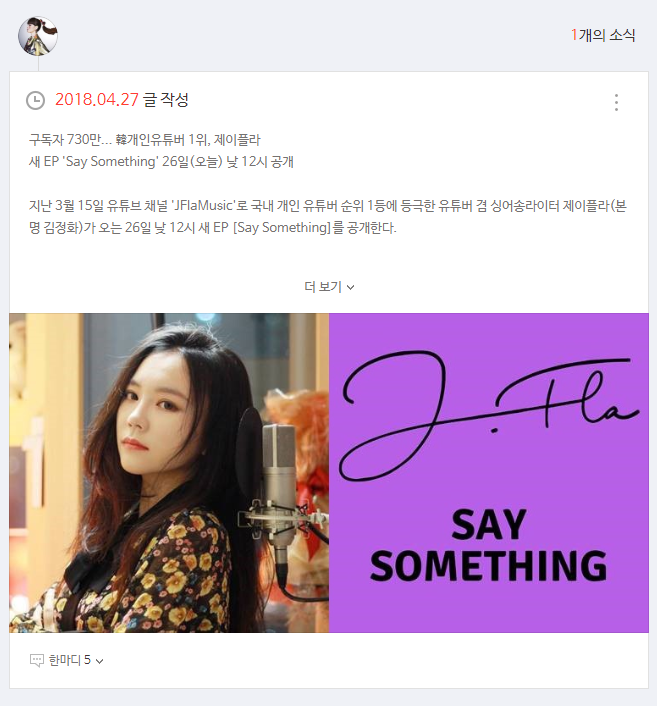 1개의 소식
2018.04.27 글 작성
구독자 730만... 韓개인유튜버 1위, 제이플라
새 EP 'Say Something' 26일(오늘) 낮 12시 공개
지난 3월 15일 유튜브 채널 'JFlaMusic'로 국내 개인 유튜버 순위 1등에 등극한 유튜버 겸 싱어송라이터 제이플라(본
명 김정화)가 오는 26일 낮 12시 새 EP [Say Something]를 공개한다.
더 보기
J.Fla
SAY
SOMETHING
한마디 5